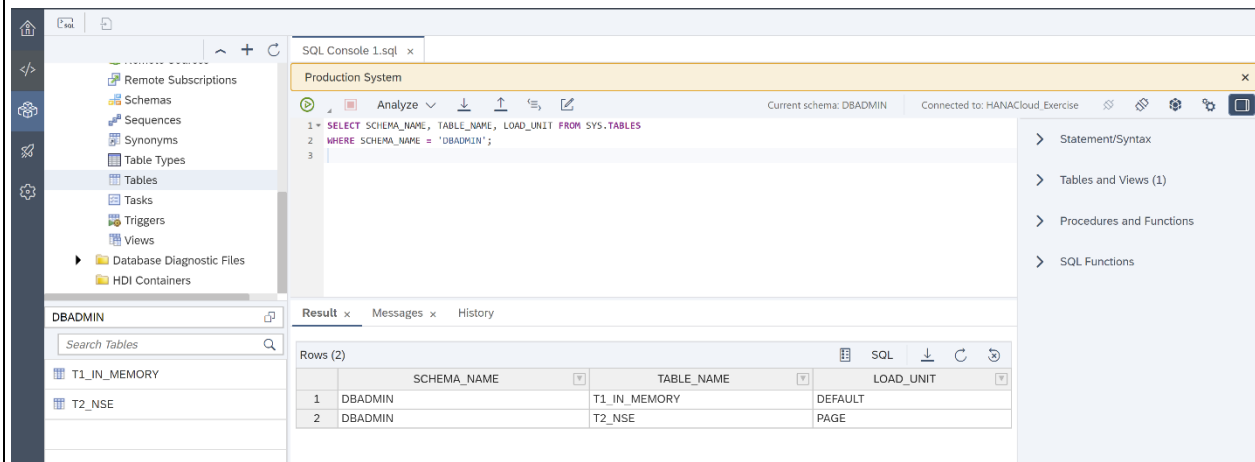 SQL
SQL Console 1.sql ×
Production System ×
Analyze
Current schema: DBADMIN
Connected to: HANACloud_Exercise
1 SELECT SCHEMA_NAME, TABLE_NAME, LOAD_UNIT FROM SYS.TABLES
2 WHERE SCHEMA_NAME = 'DBADMIN';
3
Remote Subscriptions
Schemas
Sequences
Synonyms
Table Types
Tables
Tasks
Triggers
Views
Database Diagnostic Files
HDI Containers
DBADMIN
Search Tables
T1_IN_MEMORY
T2_NSE
Statement/Syntax
Tables and Views (1)
Procedures and Functions
SQL Functions
Result × Messages × History
Rows (2)
SQL
SCHEMA_NAME TABLE_NAME LOAD_UNIT
1 DBADMIN T1_IN_MEMORY DEFAULT
2 DBADMIN T2_NSE PAGE